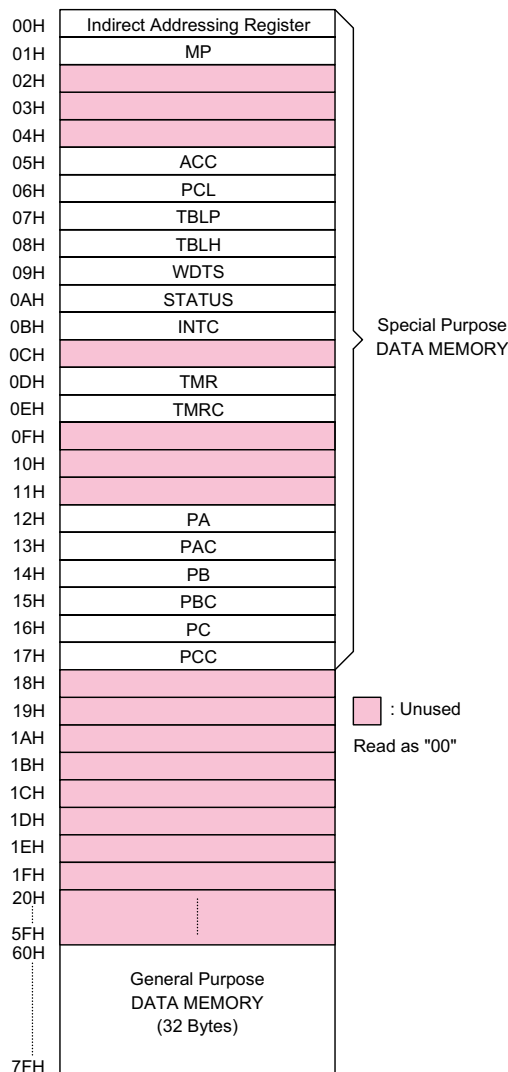 00H Indirect Addressing Register
01H MP
02H
03H
04H
05H ACC
06H PCL
07H TBLP
08H TBLH
09H WDTS
0AH STATUS
0BH INTC
0CH
0DH TMR
0EH TMRC
0FH
10H
11H
12H PA
13H PAC
14H PB
15H PBC
16H PC
17H PCC
18H
19H
1AH
1BH
1CH
1DH
1EH
1FH
20H
5FH
60H
General Purpose
DATA MEMORY
(32 Bytes)
7FH
Special Purpose
DATA MEMORY
: Unused
Read as "00"